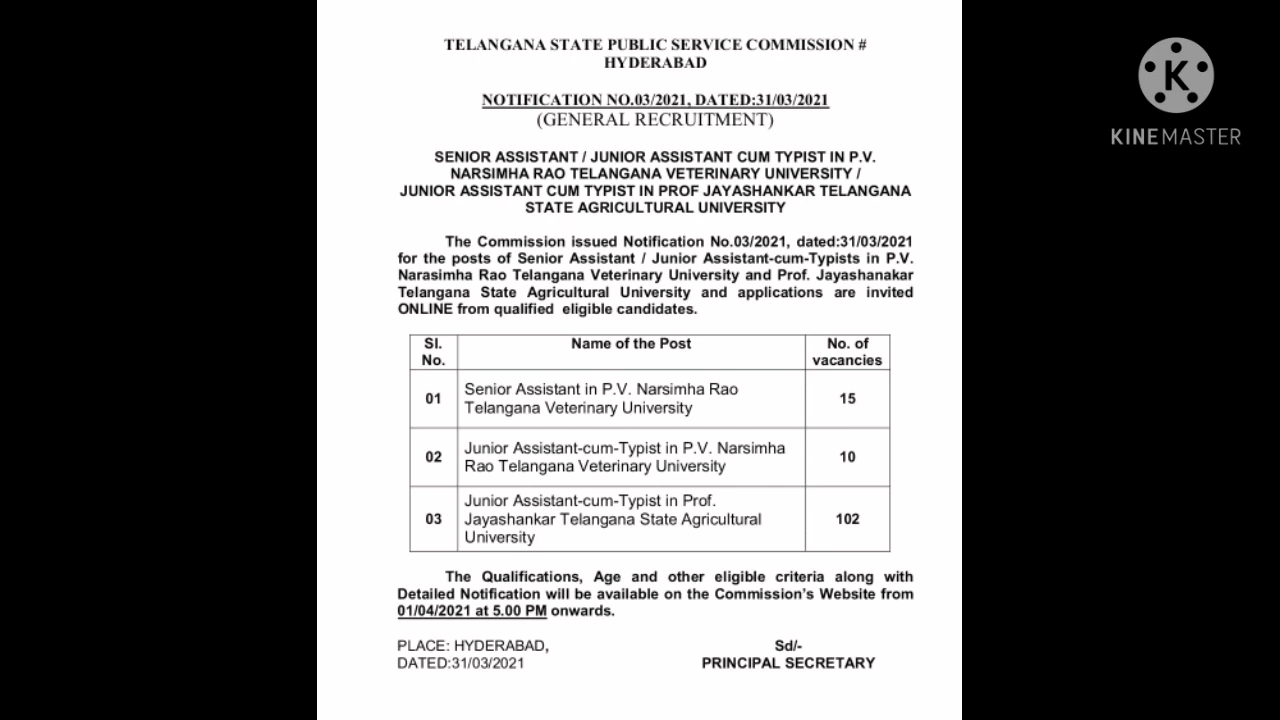 TELANGANA STATE PUBLIC SERVICE COMMISSION #
HYDERABAD
NOTIFICATION NO.03/2021, DATED:31/03/2021
(GENERAL RECRUITMENT)
SENIOR ASSISTANT / JUNIOR ASSISTANT CUM TYPIST IN P.V.
NARSIMHA RAO TELANGANA VETERINARY UNIVERSITY /
JUNIOR ASSISTANT CUM TYPIST IN PROF JAYASHANKAR TELANGANA
STATE AGRICULTURAL UNIVERSITY
The Commission issued Notification No.03/2021, dated:31/03/2021
for the posts of Senior Assistant / Junior Assistant-cum-Typists in P.V.
Narasimha Rao Telangana Veterinary University and Prof. Jayashanakar
Telangana State Agricultural University and applications are invited
ONLINE from qualified eligible candidates.
Sl. No. Name of the Post No. of vacancies
01 Senior Assistant in P.V. Narsimha Rao
Telangana Veterinary University 15
02 Junior Assistant-cum-Typist in P.V. Narsimha
Rao Telangana Veterinary University 10
03 Junior Assistant-cum-Typist in Prof.
Jayashankar Telangana State Agricultural
University 102
The Qualifications, Age and other eligible criteria along with
Detailed Notification will be available on the Commission's Website from
01/04/2021 at 5.00 PM onwards.
PLACE: HYDERABAD, Sd/-
DATED:31/03/2021 PRINCIPAL SECRETARY
K
KINEMASTER